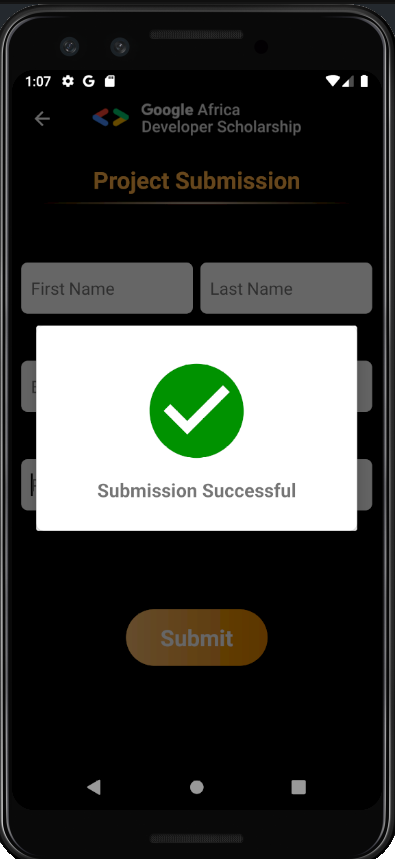 1:07
Google Africa
Developer Scholarship
Project Submission
First Name
Last Name
Submission Successful
Submit